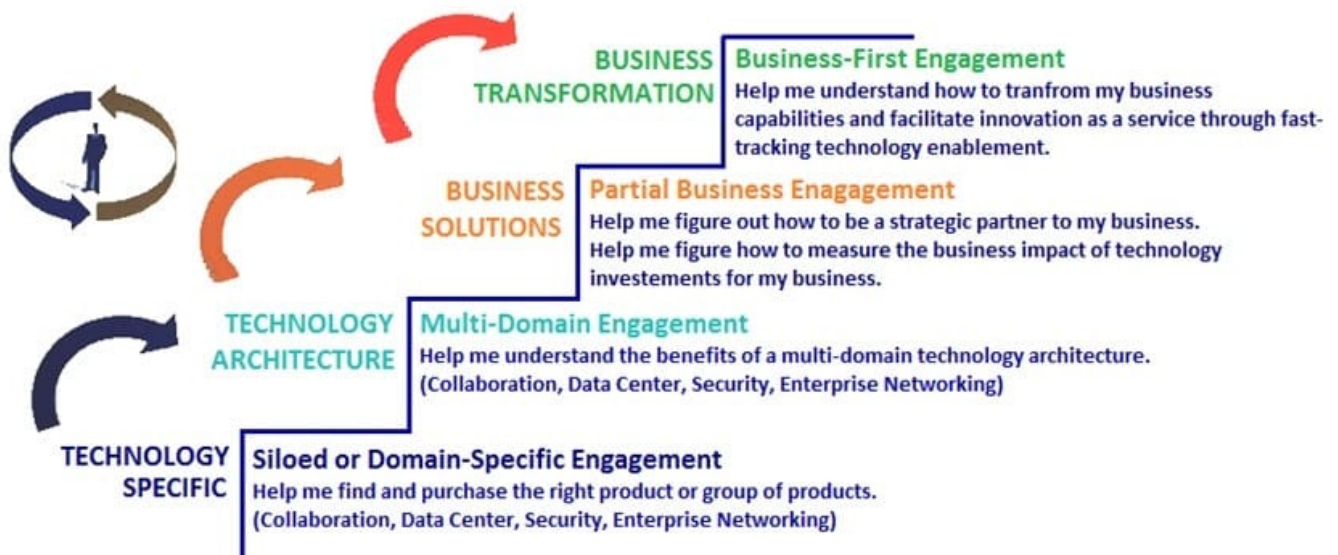 BUSINESS
TRANSFORMATION
Business-First Engagement
Help me understand how to tranfrom my business
capabilities and facilitate innovation as a service through fast-
tracking technology enablement.
BUSINESS
SOLUTIONS
Partial Business Enagagement
Help me figure out how to be a strategic partner to my business.
Help me figure how to measure the business impact of technology
investements for my business.
TECHNOLOGY
ARCHITECTURE
Multi-Domain Engagement
Help me understand the benefits of a multi-domain technology architecture.
(Collaboration, Data Center, Security, Enterprise Networking)
TECHNOLOGY
SPECIFIC
Siloed or Domain-Specific Engagement
Help me find and purchase the right product or group of products.
(Collaboration, Data Center, Security, Enterprise Networking)